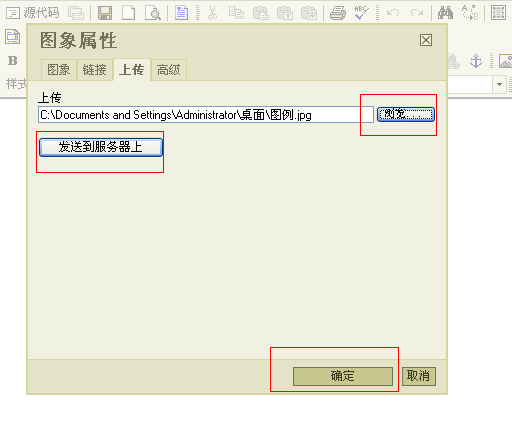 源代码
图象属性
图象 链接 上传 高级
B
样式
上传
C:\Documents and Settings\Administrator\桌面\图例.jpg 浏览...
发送到服务器上
确定 取消